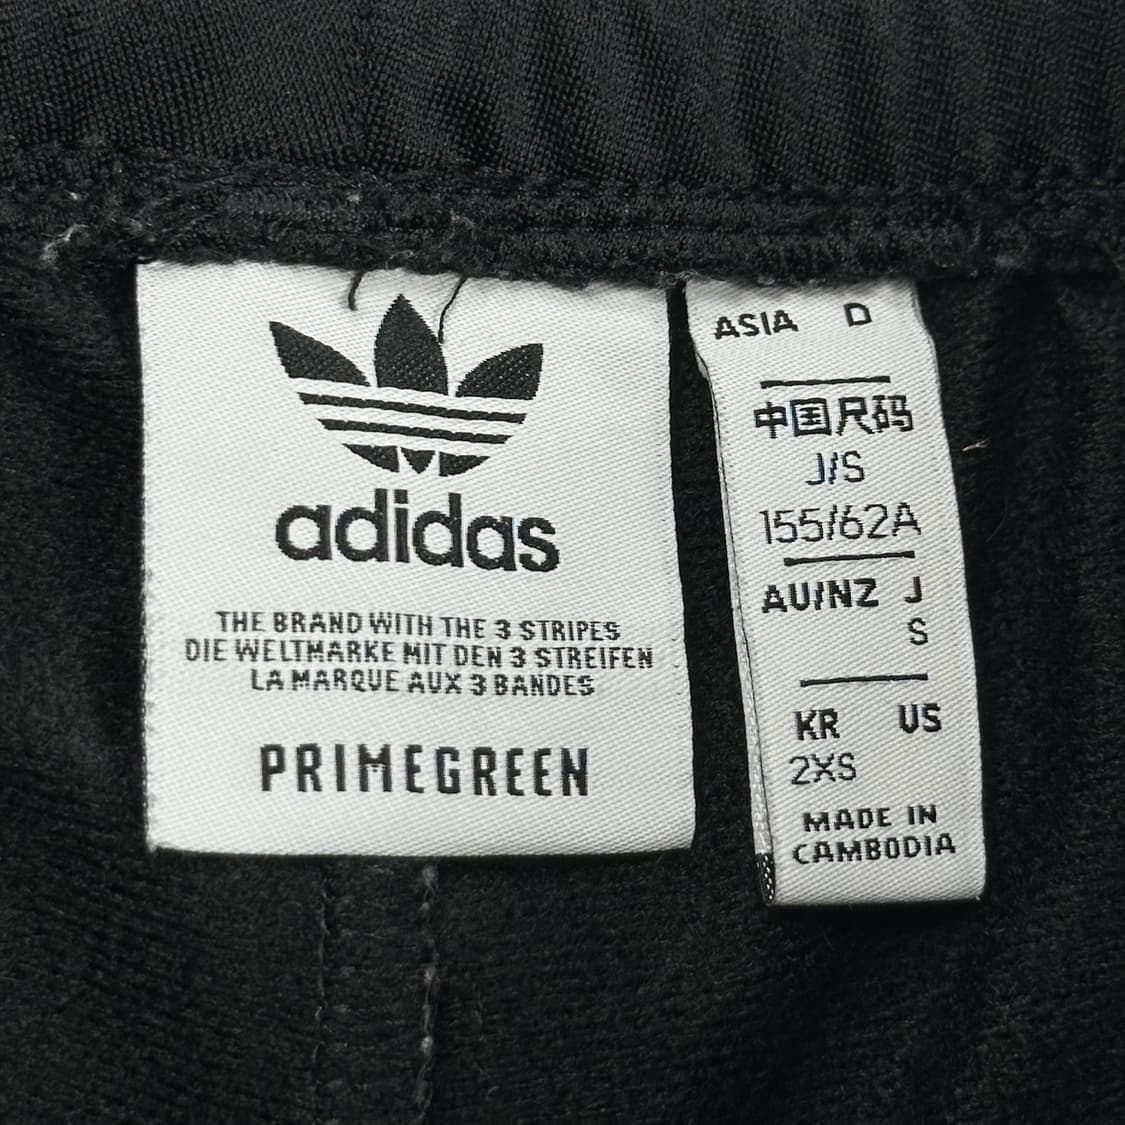 adidas
THE BRAND WITH THE 3 STRIPES
DIE WELTMARKE MIT DEN 3 STREIFEN
LA MARQUE AUX 3 BANDES
PRIMEGREEN
ASIA D
中国尺码
J/S
155/62A
AU/NZ J
S
KR US
2XS
MADE IN
CAMBODIA